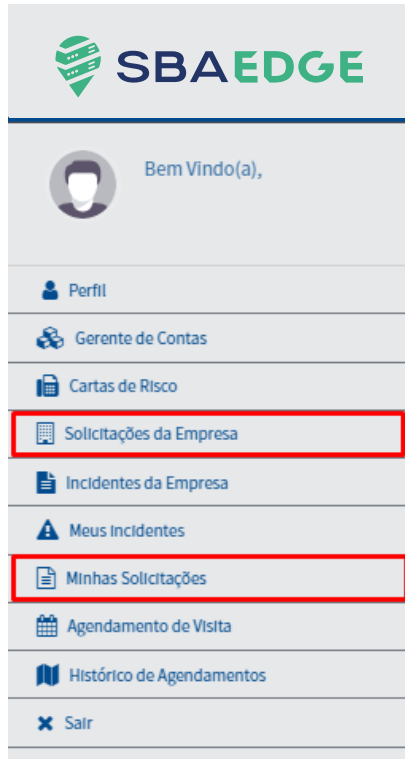 SBAEDGE
Bem Vindo(a),
Perfil
Gerente de Contas
Cartas de Risco
Solicitações da Empresa
Incidentes da Empresa
Meus Incidentes
Minhas Solicitações
Agendamento de Visita
Histórico de Agendamentos
Sair